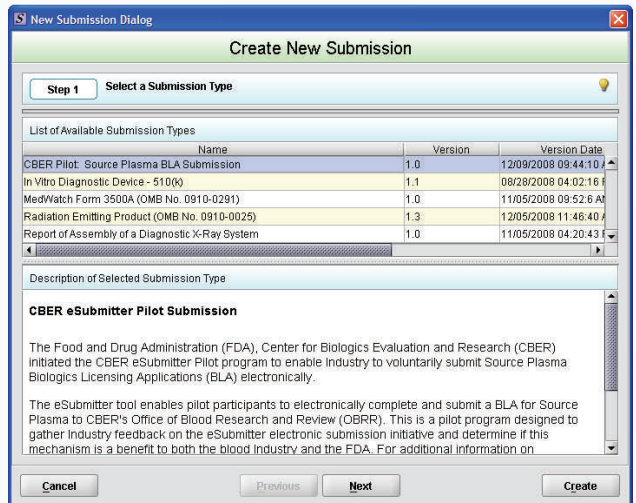 New Submission Dialog
Create New Submission
Step 1 Select a Submission Type
List of Available Submission Types
Name Version Version Date
CBER Pilot: Source Plasma BLA Submission 1.0 12/09/2008 09:44:10
In Vitro Diagnostic Device - 510(k) 1.1 08/28/2008 04:02:16
MedWatch Form 3500A (OMB No. 0910-0291) 1.0 11/05/2008 09:52:6
Radiation Emitting Product (OMB No. 0910-0025) 1.3 12/05/2008 11:46:40
Report of Assembly of a Diagnostic X-Ray System 1.0 11/05/2008 04:20:43
Description of Selected Submission Type
CBER eSubmitter Pilot Submission
The Food and Drug Administration (FDA), Center for Biologics Evaluation and Research (CBER)
initiated the CBER eSubmitter Pilot program to enable Industry to voluntarily submit Source Plasma
Biologics Licensing Applications (BLA) electronically.
The eSubmitter tool enables pilot participants to electronically complete and submit a BLA for Source
Plasma to CBER's Office of Blood Research and Review (OBRR). This is a pilot program designed to
gather Industry feedback on the eSubmitter electronic submission initiative and determine if this
mechanism is a benefit to both the blood Industry and the FDA. For additional information on
Cancel Previous Next Create